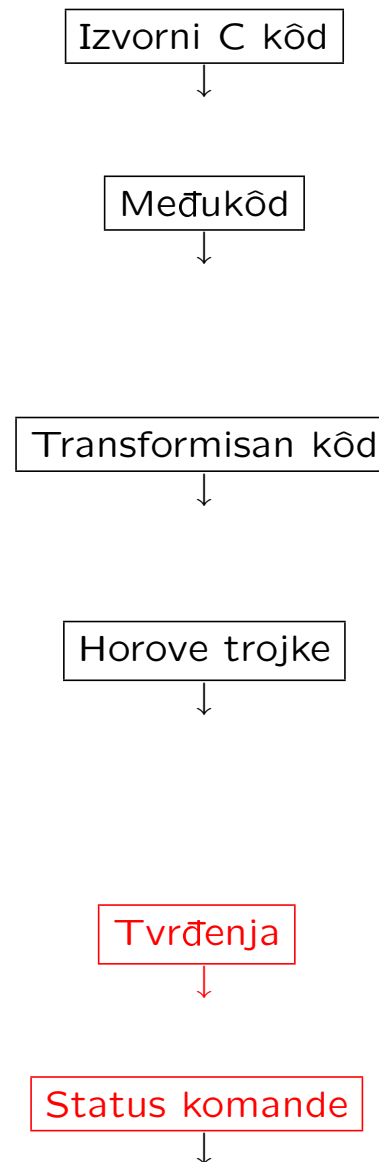 Izvorni C kôd
↓
Međukôd
↓
Transformisan kôd
↓
Horove trojke
↓
Tvrđenja
↓
Status komande
↓